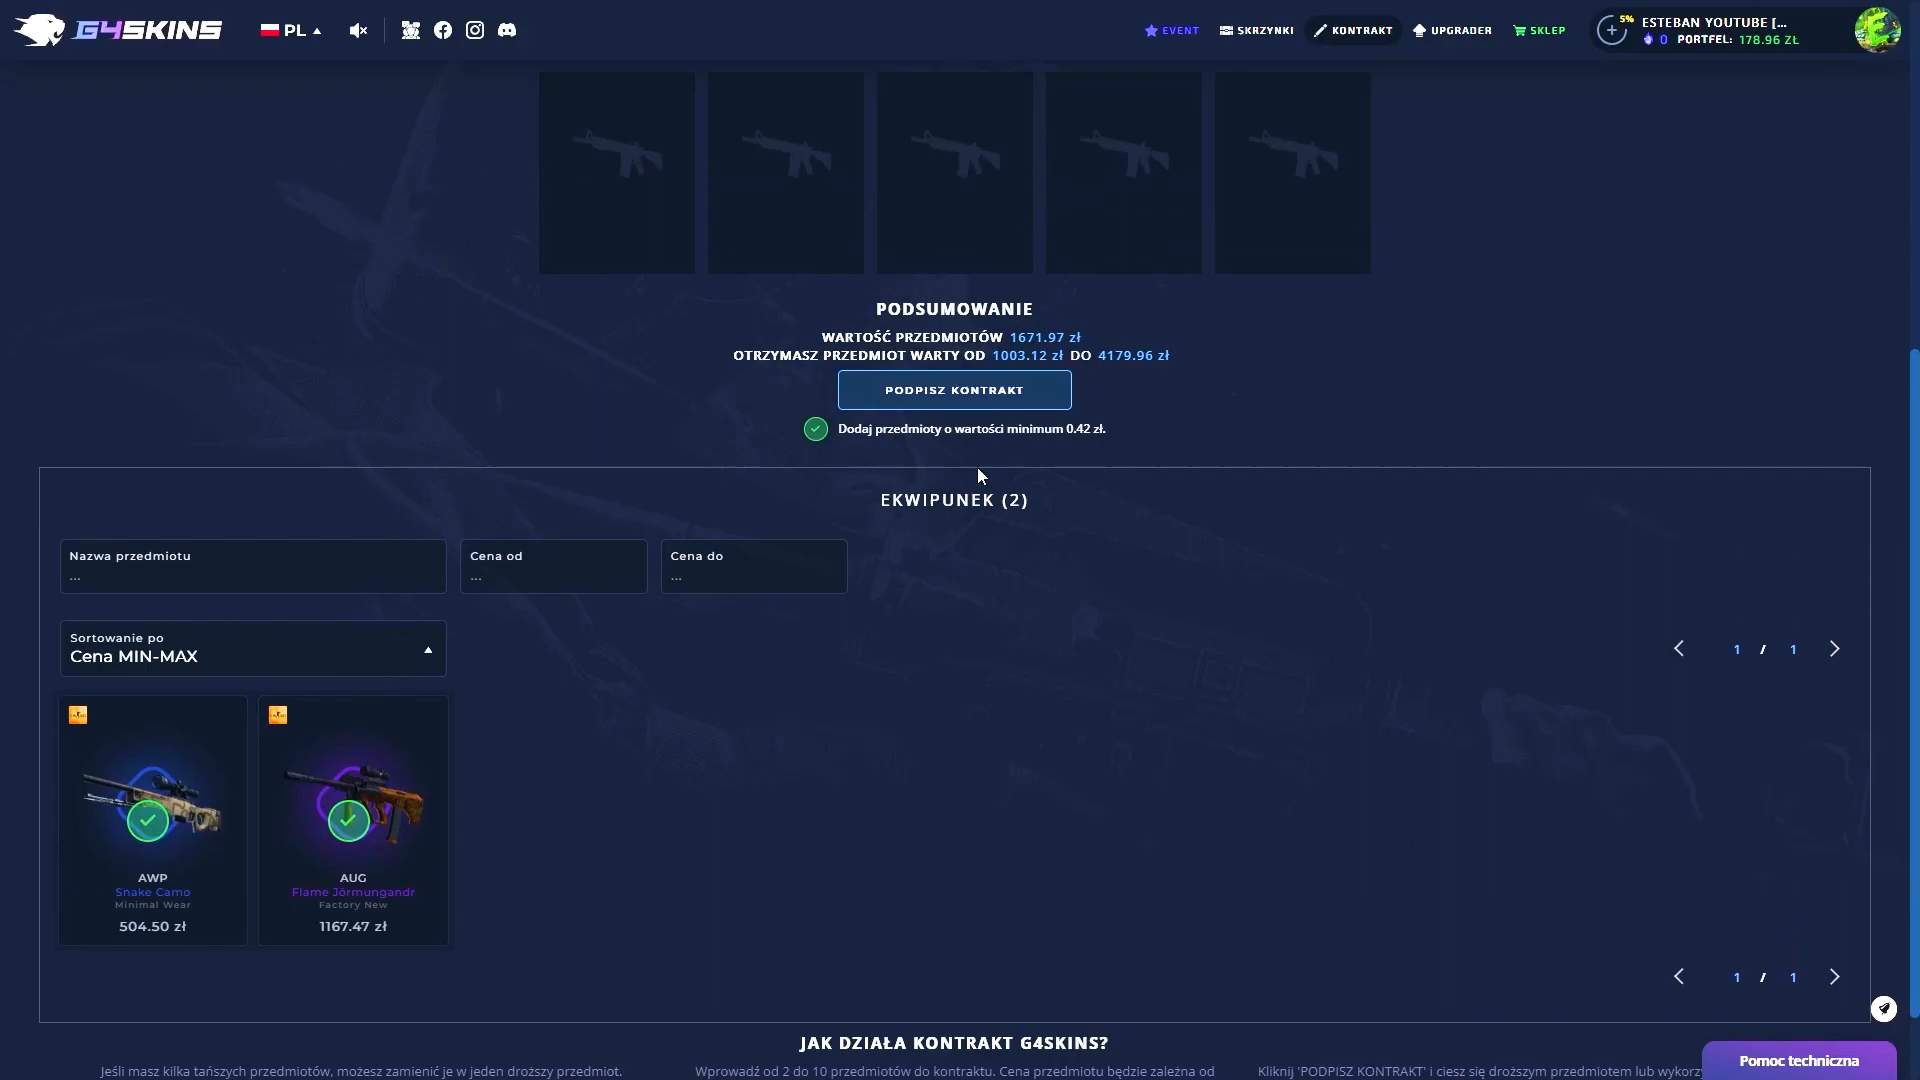 G4SKINS
PL
EVENT
SKRZYNKI
KONTRAKT
UPGRADER
SKLEP
5%
ESTEBAN YOUTUBE [...
0 PORTFEL: 178.96 ZŁ
PODSUMOWANIE
WARTOŚĆ PRZEDMIOTÓW 1671.97 zł
OTRZYMASZ PRZEDMIOT WARTY OD 1003.12 zł DO 4179.96 zł
PODPISZ KONTRAKT
Dodaj przedmioty o wartości minimum 0.42 zł.
EKWIPUNEK (2)
Nazwa przedmiotu
...
Cena od
...
Cena do
...
Sortowanie po
Cena MIN-MAX
1 / 1
AWP
Snake Camo
Minimal Wear
504.50 zł
AUG
Flame Jörmungandr
Factory New
1167.47 zł
1 / 1
JAK DZIAŁA KONTRAKT G4SKINS?
Jeśli masz kilka tańszych przedmiotów, możesz zamienić je w jeden droższy przedmiot.
Wprowadź od 2 do 10 przedmiotów do kontraktu. Cena przedmiotu będzie zależna od
Kliknij 'PODPISZ KONTRAKT' i ciesz się droższym przedmiotem lub wykorzy
Pomoc techniczna